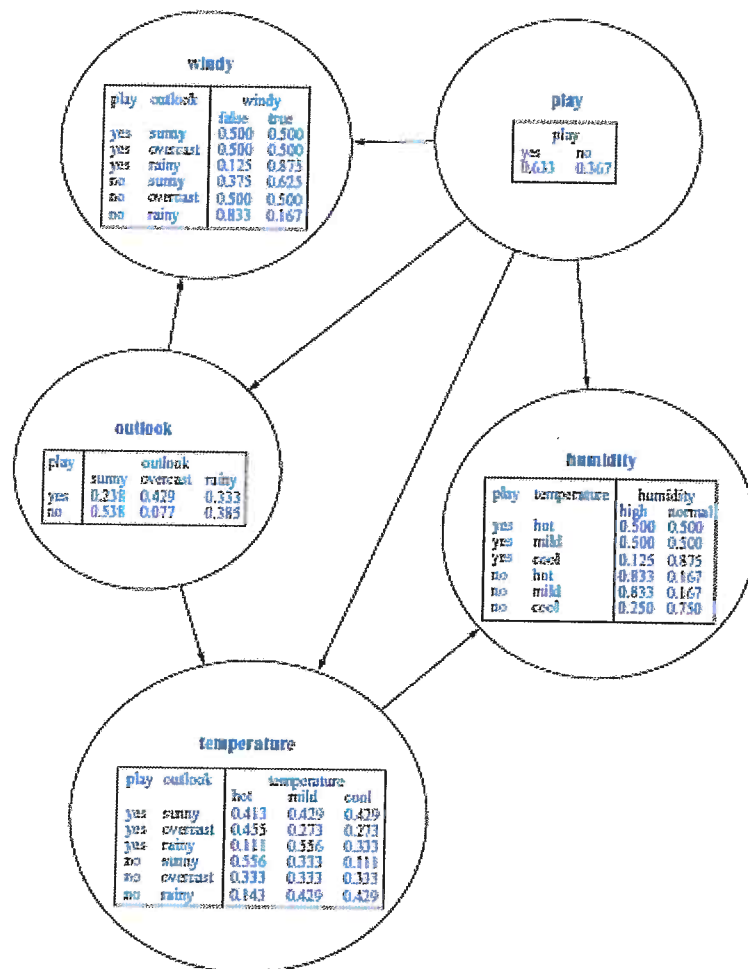 windy
play outlook windy
false true
yes sunny 0.500 0.500
yes overcast 0.500 0.500
yes rainy 0.125 0.875
no sunny 0.375 0.625
no overcast 0.500 0.500
no rainy 0.833 0.167
play
play
yes no
0.633 0.367
outlook
play outlook
sunny overcast rainy
yes 0.238 0.429 0.333
no 0.538 0.077 0.385
humidity
play temperature humidity
high normal
yes hot 0.500 0.500
yes mild 0.500 0.500
yes cool 0.125 0.875
no hot 0.833 0.167
no mild 0.833 0.167
no cool 0.250 0.750
temperature
play outlook temperature
hot mild cool
yes sunny 0.413 0.429 0.429
yes overcast 0.455 0.273 0.273
yes rainy 0.111 0.556 0.333
no sunny 0.556 0.333 0.111
no overcast 0.333 0.333 0.333
no rainy 0.143 0.429 0.429